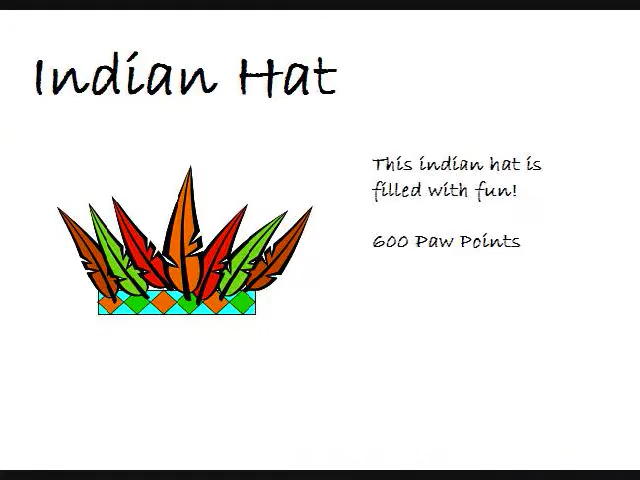 Indian Hat
This indian hat is
filled with fun!
600 Paw Points